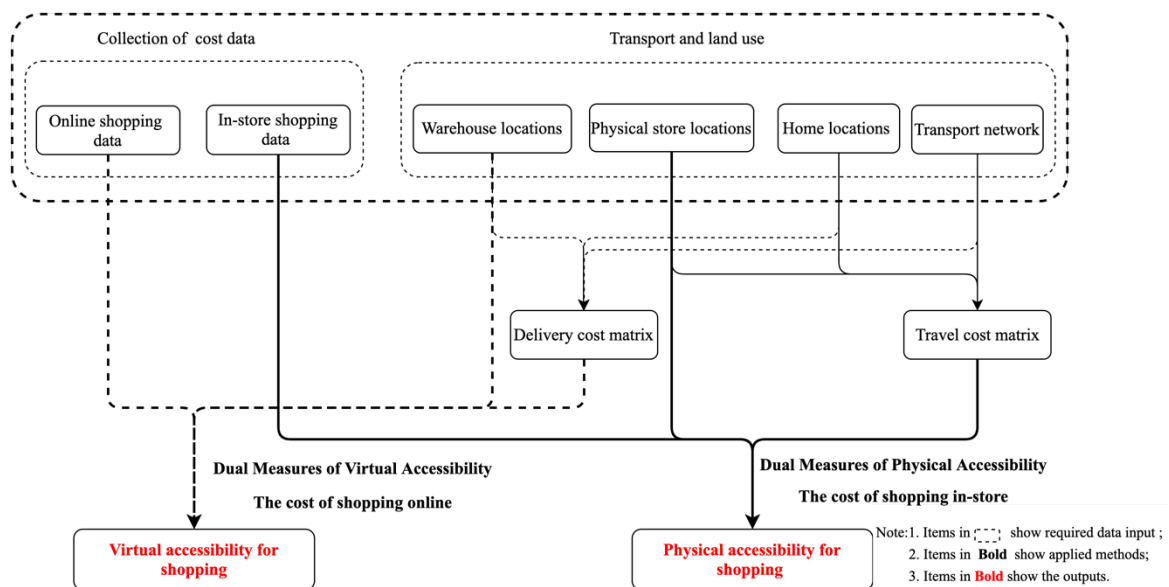 Collection of cost data
Transport and land use
Online shopping
data
In-store shopping
data
Warehouse locations
Physical store locations
Home locations
Transport network
Delivery cost matrix
Travel cost matrix
Dual Measures of Virtual Accessibility
The cost of shopping online
Dual Measures of Physical Accessibility
The cost of shopping in-store
Virtual accessibility for
shopping
Physical accessibility for
shopping
Note:1. Items in show required data input ;
2. Items in Bold show applied methods;
3. Items in Bold show the outputs.